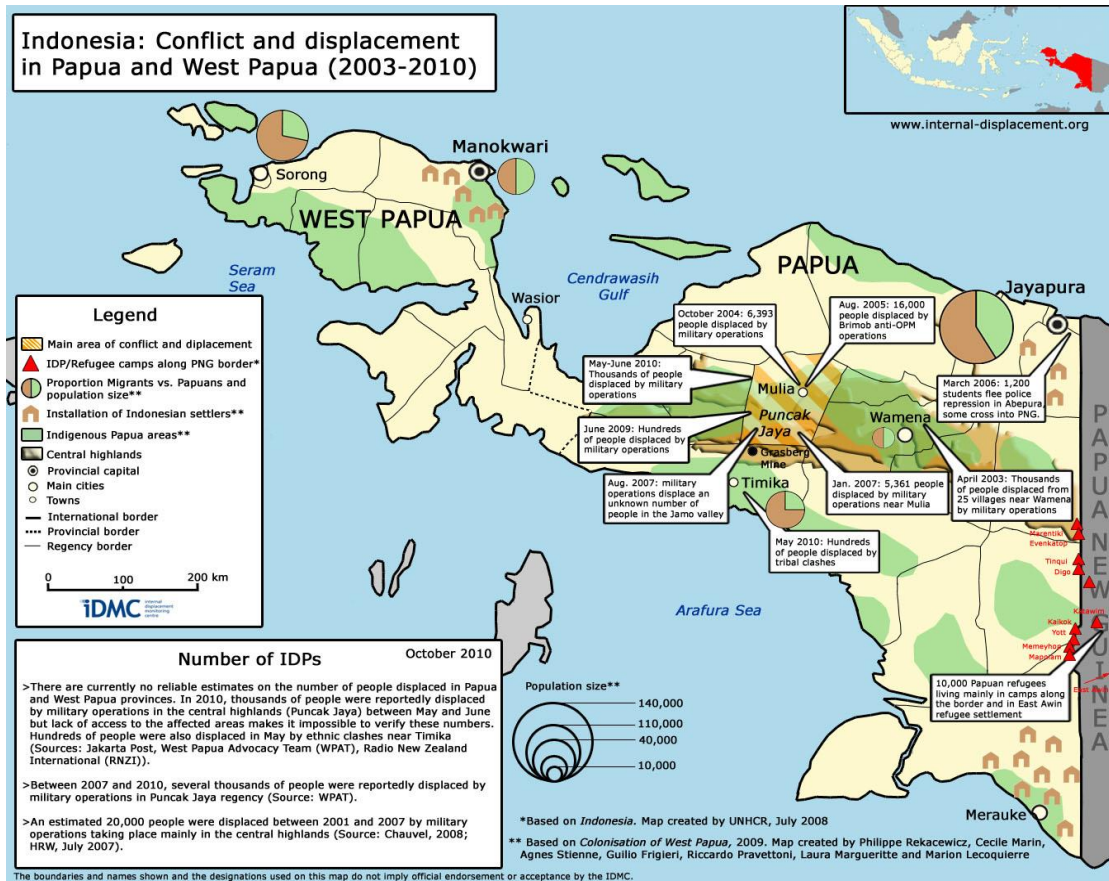 Indonesia: Conflict and displacement
in Papua and West Papua (2003-2010)
www.internal-displacement.org
Manokwari
Sorong
WEST PAPUA
Seram
Sea
Cendrawasih
Gulf
Wasior
PAPUA
Jayapura
October 2004: 6,393
people displaced by
military operations
Aug. 2005: 16,000
people displaced by
Brimob anti-OPM
operations
May-June 2010:
Thousands of people
displaced by military
operations
Mulia
Puncak
Jaya
Wamena
March 2006: 1,200
students flee police
repression in Abepura,
some cross into PNG.
June 2009: Hundreds
of people displaced by
military operations
Grasberg
Mine
Timika
Aug. 2007: military
operations displace an
unknown number of
people in the Jamo valley
Jan. 2007: 5,361 people
displaced by military
operations near Mulia
April 2003: Thousands
of people displaced from
25 villages near Wamena
by military operations
May 2010: Hundreds
of people displaced by
tribal clashes
PAPUA NEW GUINEA
Marentiki
Evenkatop
Tinqui
Digo
Kaikok
Yott
Memeyhop
East Awin
Arafura Sea
10,000 Papuan refugees
living mainly in camps along
the border and in East Awin
refugee settlement
Merauke
Legend
Main area of conflict and diplacement
IDP/Refugee camps along PNG border*
Proportion Migrants vs. Papuans and
population size**
Installation of Indonesian settlers**
Indigenous Papua areas**
Central highlands
Provincial capital
Main cities
Towns
International border
Provincial border
Regency border
0 100 200 km
iDMC internal
displacement
monitoring
centre
Number of IDPs
October 2010
>There are currently no reliable estimates on the number of people displaced in Papua
and West Papua provinces. In 2010, thousands of people were reportedly displaced
by military operations in the central highlands (Puncak Jaya) between May and June
but lack of access to the affected areas makes it impossible to verify these numbers.
Hundreds of people were also displaced in May by ethnic clashes near Timika
(Sources: Jakarta Post, West Papua Advocacy Team (WPAT), Radio New Zealand
International (RNZI)).
>Between 2007 and 2010, several thousands of people were reportedly displaced by
military operations in Puncak Jaya regency (Source: WPAT).
>An estimated 20,000 people were displaced between 2001 and 2007 by military
operations taking place mainly in the central highlands (Source: Chauvel, 2008;
HRW, July 2007).
Population size**
140,000
110,000
40,000
10,000
*Based on Indonesia. Map created by UNHCR, July 2008
** Based on Colonisation of West Papua, 2009. Map created by Philippe Rekacewicz, Cecile Marin,
Agnes Stienne, Guilio Frigieri, Riccardo Pravettoni, Laura Margueritte and Marion Lecoquierre
The boundaries and names shown and the designations used on this map do not imply official endorsement or acceptance by the IDMC.